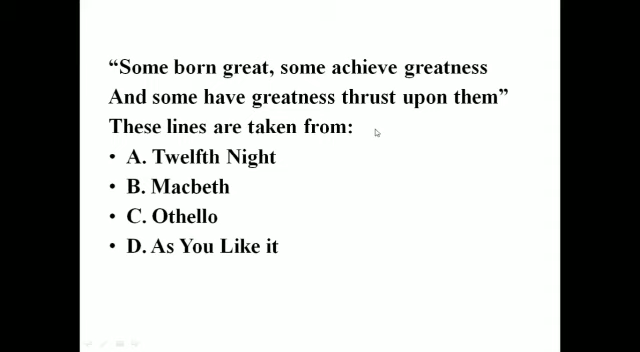 “Some born great, some achieve greatness
And some have greatness thrust upon them”
These lines are taken from:
• A. Twelfth Night
• B. Macbeth
• C. Othello
• D. As You Like it